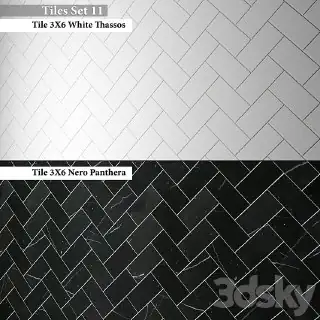 Tiles Set 11
Tile 3X6 White Thassos
Tile 3X6 Nero Panthera
3dsky